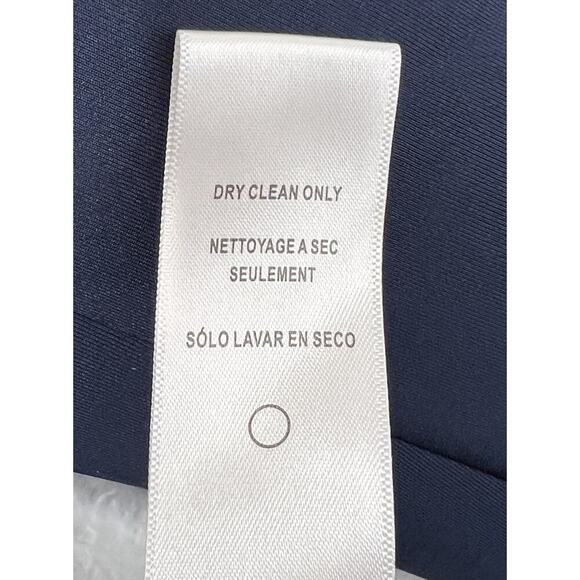 DRY CLEAN ONLY
NETTOYAGE A SEC
SEULEMENT
SÓLO LAVAR EN SECO